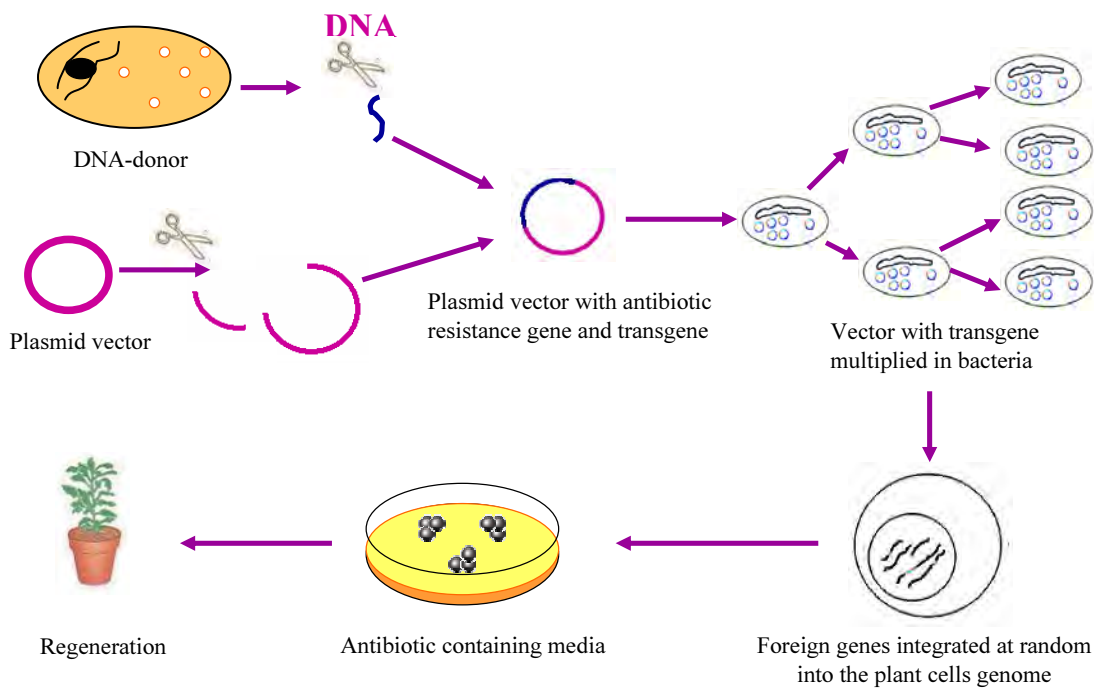 DNA
DNA-donor
Plasmid vector
Plasmid vector with antibiotic
resistance gene and transgene
Vector with transgene
multiplied in bacteria
Regeneration
Antibiotic containing media
Foreign genes integrated at random
into the plant cells genome